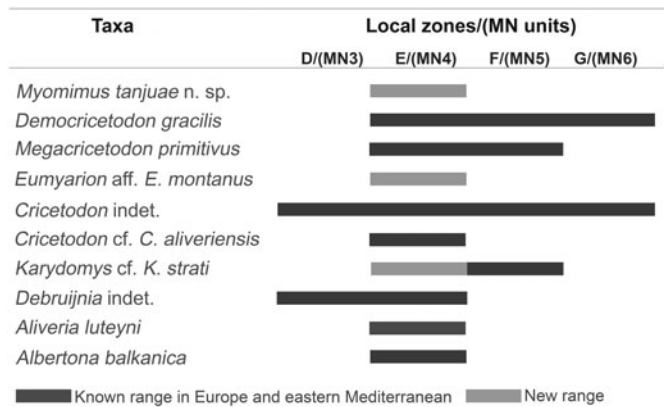 Taxa Local zones/(MN units)
D/(MN3) E/(MN4) F/(MN5) G/(MN6)
Myomimus tanjuae n. sp.
Democricetodon gracilis
Megacricetodon primitivus
Eumyarion aff. E. montanus
Cricetodon indet.
Cricetodon cf. C. aliveriensis
Karydomys cf. K. strati
Debruijnia indet.
Aliveria luteyni
Albertona balkanica
Known range in Europe and eastern Mediterranean New range